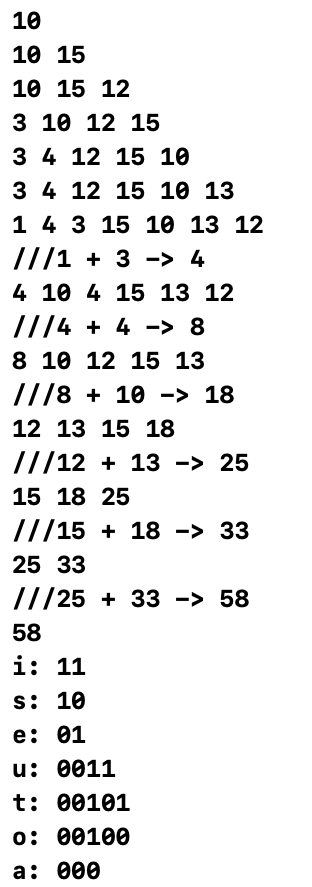 10
10 15
10 15 12
3 10 12 15
3 4 12 15 10
3 4 12 15 10 13
1 4 3 15 10 13 12
///1 + 3 -> 4
4 10 4 15 13 12
///4 + 4 -> 8
8 10 12 15 13
///8 + 10 -> 18
12 13 15 18
///12 + 13 -> 25
15 18 25
///15 + 18 -> 33
25 33
///25 + 33 -> 58
58
i: 11
s: 10
e: 01
u: 0011
t: 00101
o: 00100
a: 000